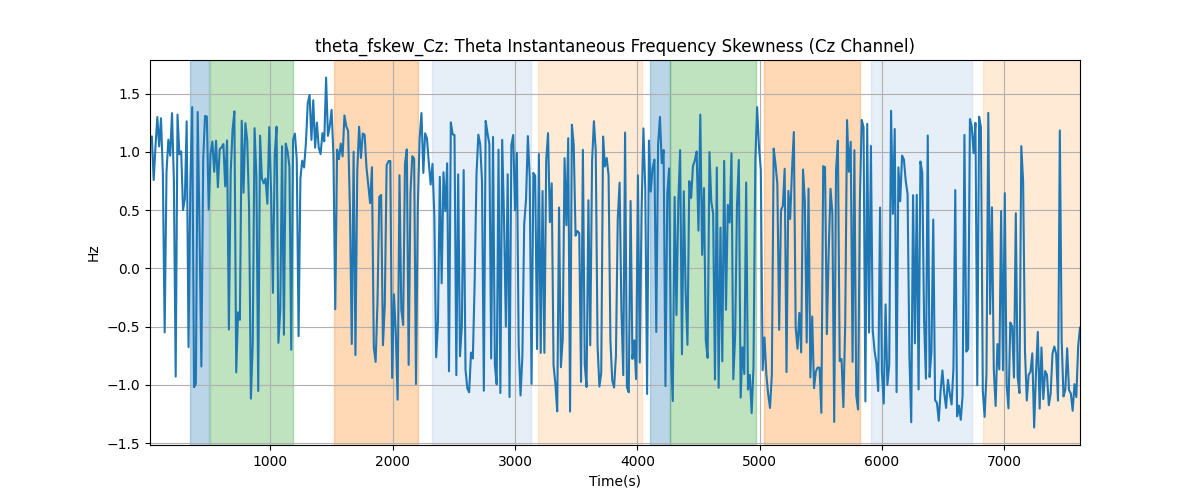 theta_fskew_Cz: Theta Instantaneous Frequency Skewness (Cz Channel)
Hz
1.5
1.0
0.5
0.0
−0.5
−1.0
−1.5
1000 2000 3000 4000 5000 6000 7000
Time(s)